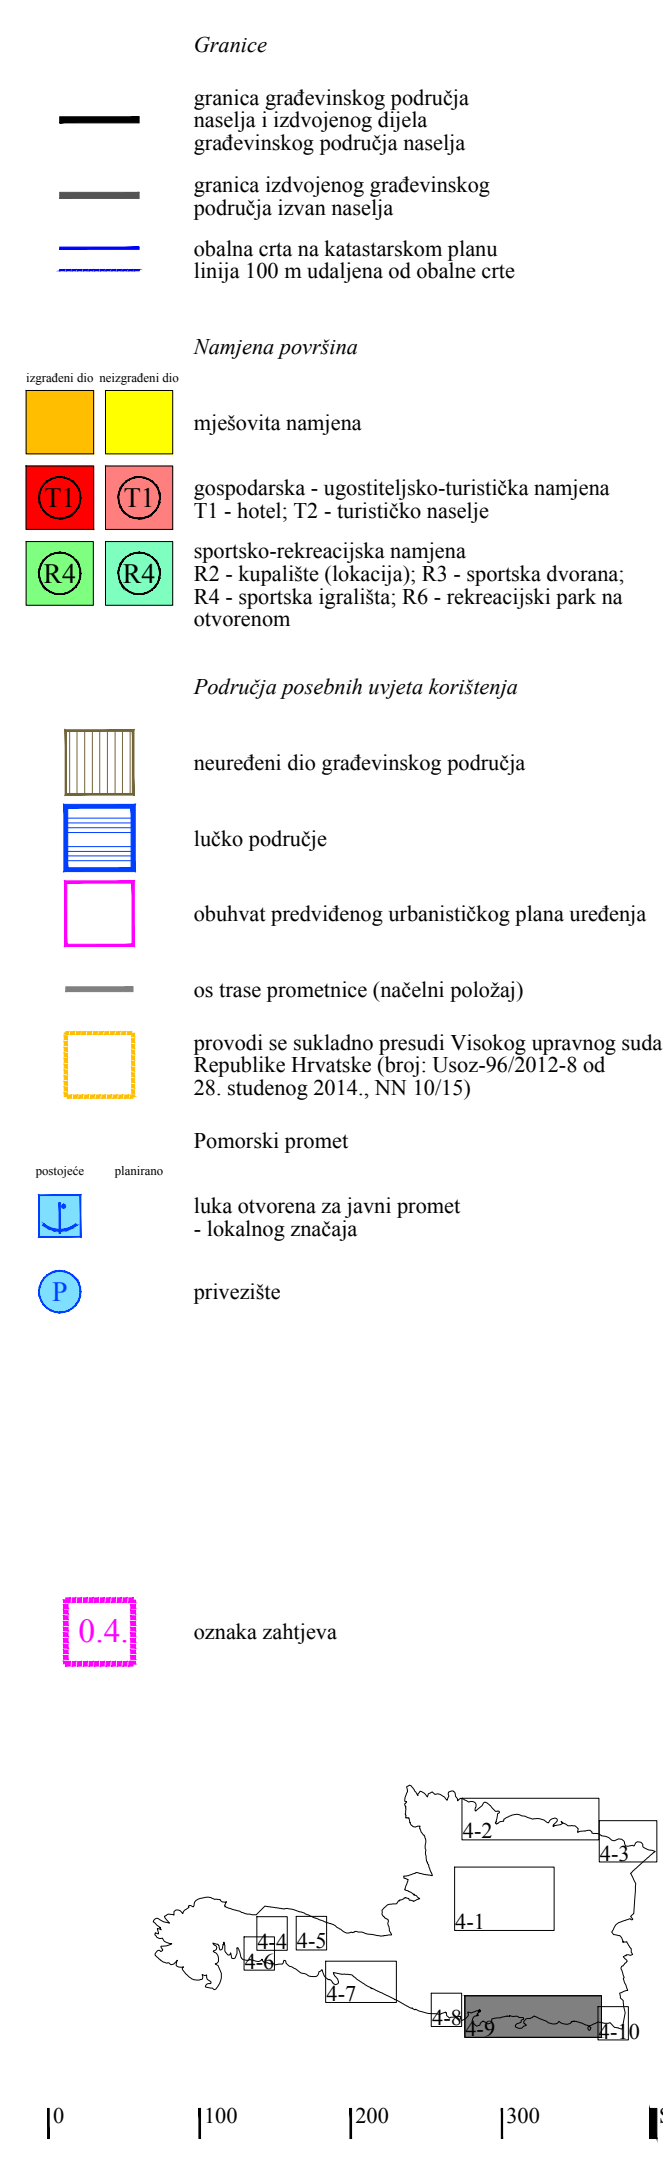 Granice
granica građevinskog područja
naselja i izdvojenog dijela
građevinskog područja naselja
granica izdvojenog građevinskog
područja izvan naselja
obalna crta na katastarskom planu
linija 100 m udaljena od obalne crte
Namjena površina
izgrađeni dio neizgrađeni dio
mješovita namjena
T1 T1
gospodarska - ugostiteljsko-turistička namjena
T1 - hotel; T2 - turističko naselje
R4 R4
sportsko-rekreacijska namjena
R2 - kupalište (lokacija); R3 - sportska dvorana;
R4 - sportska igrališta; R6 - rekreacijski park na
otvorenom
Područja posebnih uvjeta korištenja
neuređeni dio građevinskog područja
lučko područje
obuhvat predviđenog urbanističkog plana uređenja
os trase prometnice (načelni položaj)
provodi se sukladno presudi Visokog upravnog suda
Republike Hrvatske (broj: Usoz-96/2012-8 od
28. studenog 2014., NN 10/15)
Pomorski promet
postojeće planirano
luka otvorena za javni promet
- lokalnog značaja
P
privezište
0.4.
oznaka zahtjeva
4-2
4-3
4-1
4-4 4-5
4-6
4-7
4-8
4-9
4-10
0 100 200 300